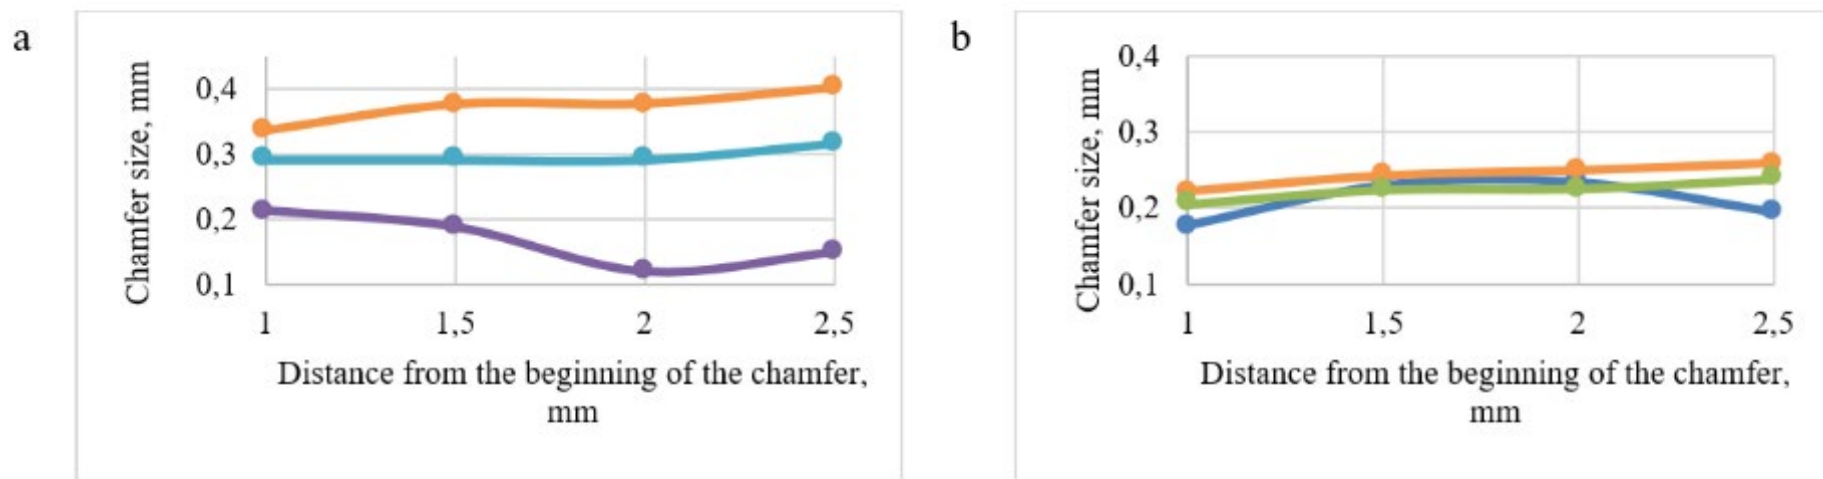 a
Chamfer size, mm
0,4
0,3
0,2
0,1
1 1,5 2 2,5
Distance from the beginning of the chamfer,
mm
b
Chamfer size, mm
0,4
0,3
0,2
0,1
1 1,5 2 2,5
Distance from the beginning of the chamfer,
mm